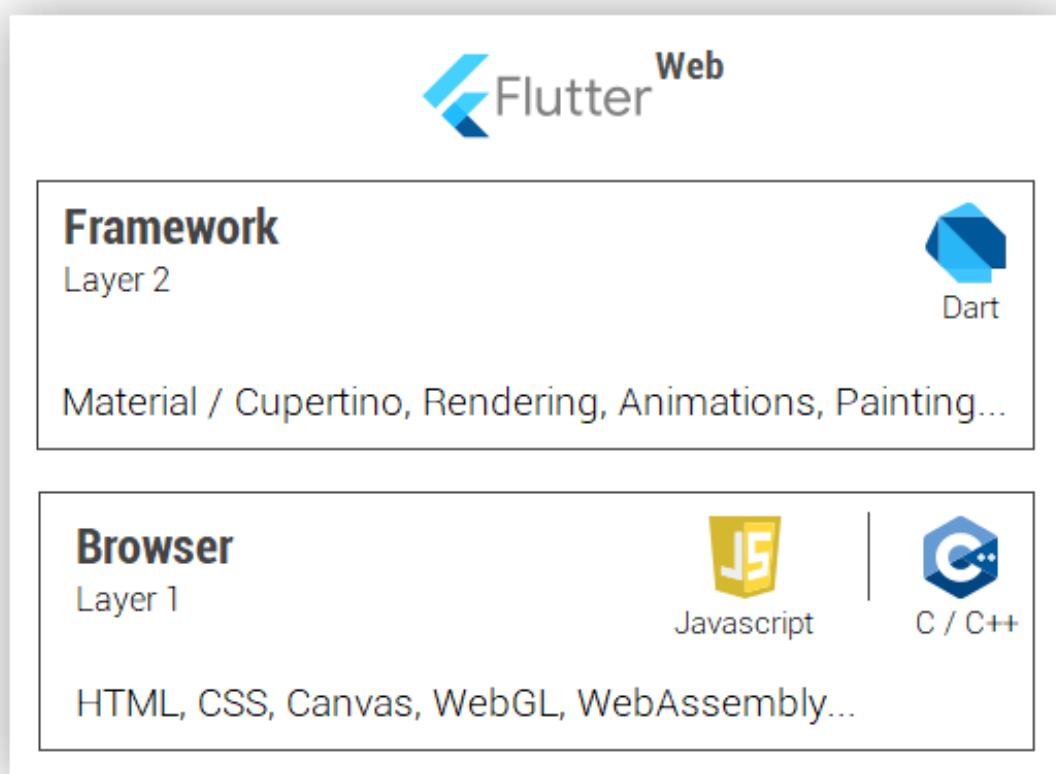 Flutter Web
Framework
Layer 2
Dart
Material / Cupertino, Rendering, Animations, Painting...
Browser
Layer 1
JS
Javascript
C++
C / C++
HTML, CSS, Canvas, WebGL, WebAssembly...